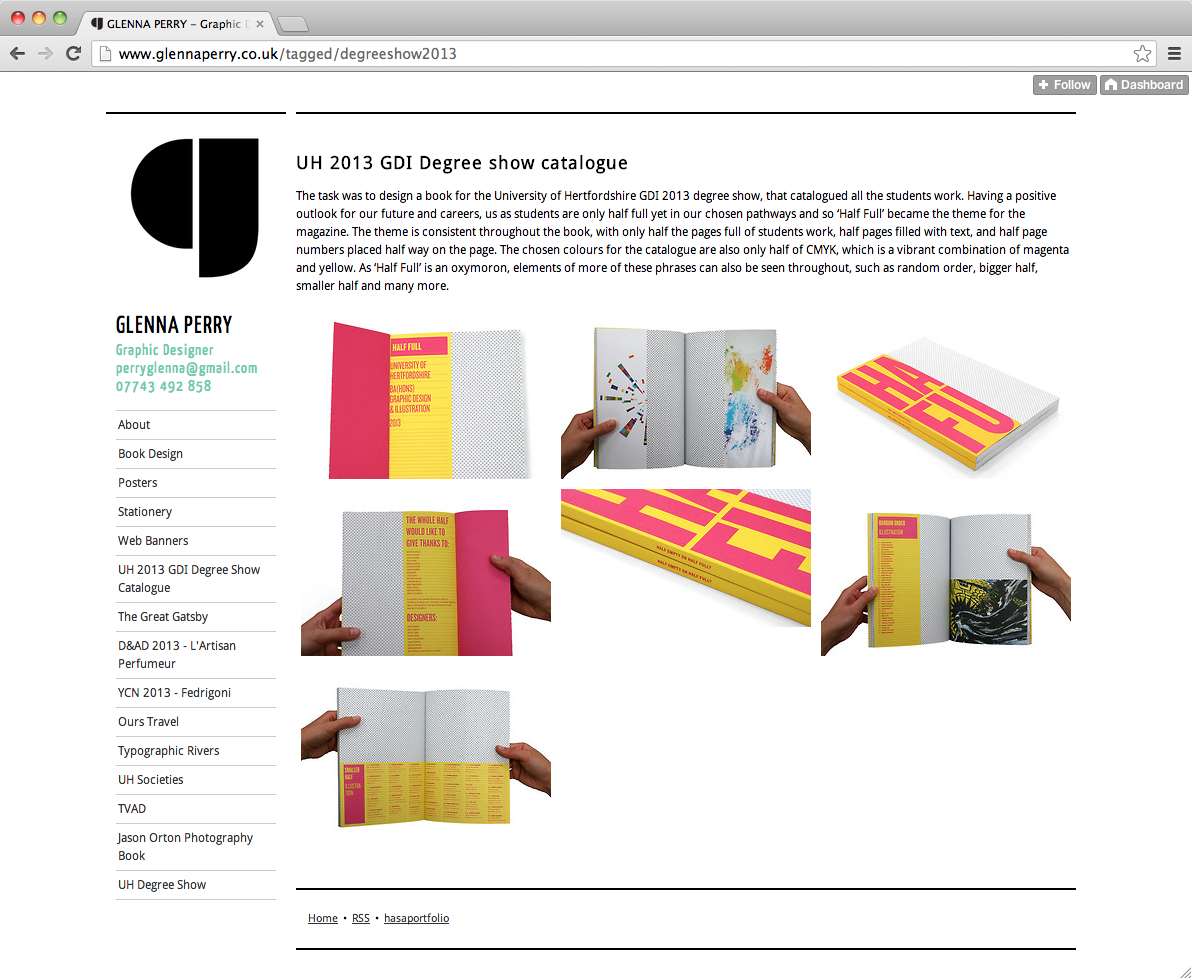 GLENNA PERRY – Graphic D
www.glennaperry.co.uk/tagged/degreeshow2013
Follow
Dashboard
GLENNA PERRY
Graphic Designer
perryglenna@gmail.com
07743 492 858
About
Book Design
Posters
Stationery
Web Banners
UH 2013 GDI Degree Show
Catalogue
The Great Gatsby
D&AD 2013 - L'Artisan
Perfumeur
YCN 2013 - Fedrigoni
Ours Travel
Typographic Rivers
UH Societies
TVAD
Jason Orton Photography
Book
UH Degree Show
UH 2013 GDI Degree show catalogue
The task was to design a book for the University of Hertfordshire GDI 2013 degree show, that catalogued all the students work. Having a positive
outlook for our future and careers, us as students are only half full yet in our chosen pathways and so ‘Half Full’ became the theme for the
magazine. The theme is consistent throughout the book, with only half the pages full of students work, half pages filled with text, and half page
numbers placed half way on the page. The chosen colours for the catalogue are also only half of CMYK, which is a vibrant combination of magenta
and yellow. As ‘Half Full’ is an oxymoron, elements of more of these phrases can also be seen throughout, such as random order, bigger half,
smaller half and many more.
HALF FULL
UNIVERSITY OF
HERTFORDSHIRE
BA(HONS)
GRAPHIC DESIGN
& ILLUSTRATION
2013
THE WHOLE HALF
WOULD LIKE TO
GIVE THANKS TO:
DESIGNERS:
HALF EMPTY OR HALF FULL?
HALF EMPTY OR HALF FULL?
RANDOM ORDER
ILLUSTRATION
SMALLER
HALF
ILLUSTRA-
TION
Home • RSS • hasaportfolio